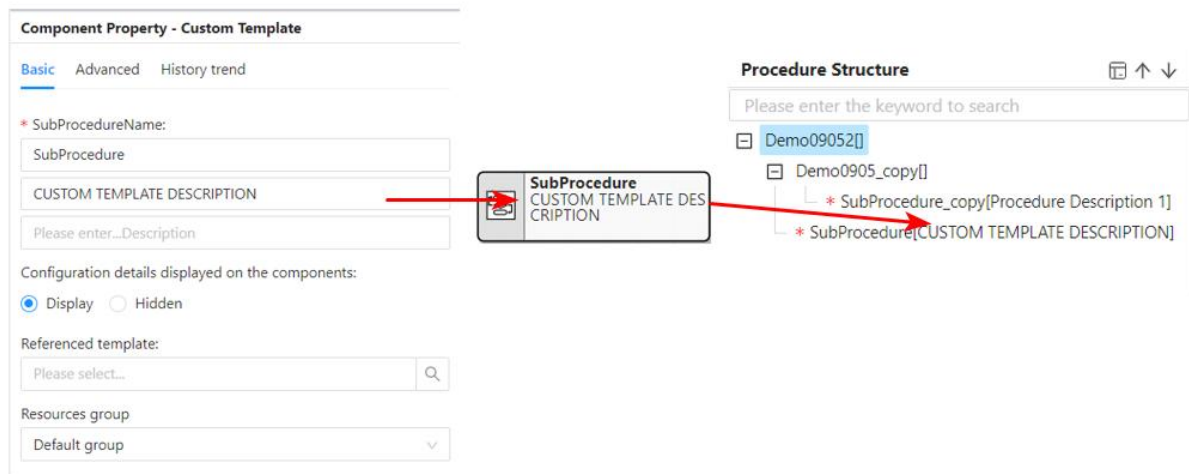 Component Property - Custom Template
Basic Advanced History trend
* SubProcedureName:
SubProcedure
CUSTOM TEMPLATE DESCRIPTION
Please enter...Description
Configuration details displayed on the components:
Display Hidden
Referenced template:
Please select...
Resources group
Default group
SubProcedure
CUSTOM TEMPLATE DES
CRIPTION
Procedure Structure
Please enter the keyword to search
Demo09052[]
Demo0905_copy[]
* SubProcedure_copy[Procedure Description 1]
* SubProcedure[CUSTOM TEMPLATE DESCRIPTION]